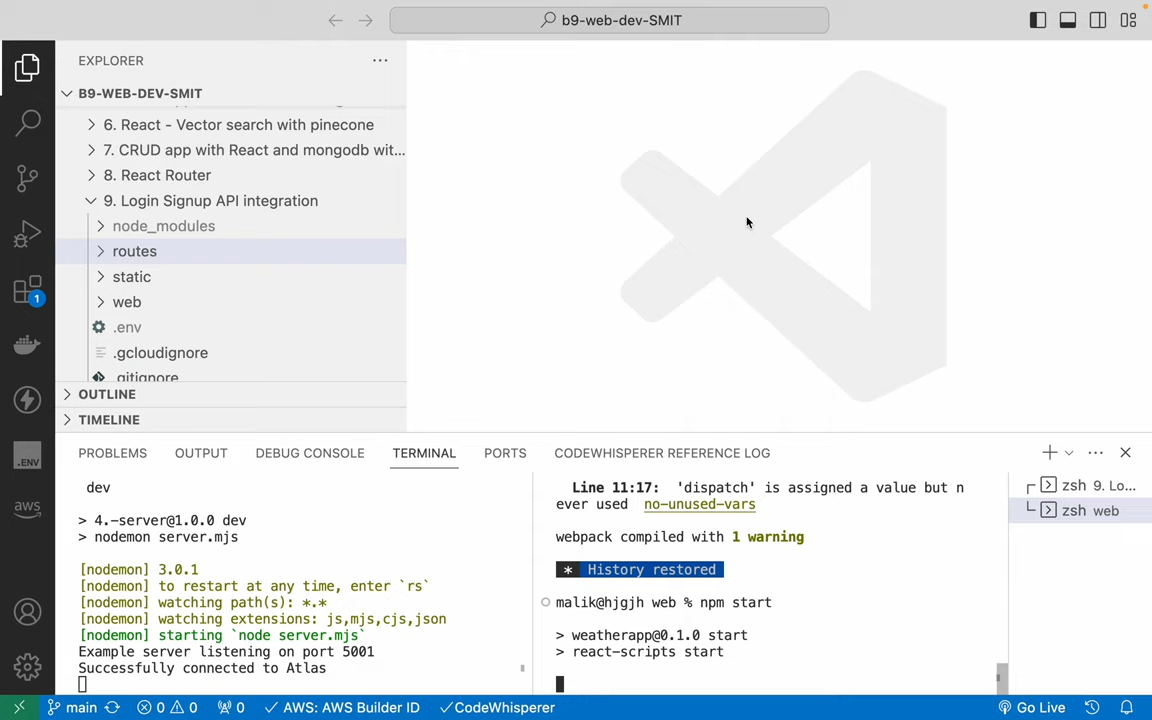 b9-web-dev-SMIT
EXPLORER
B9-WEB-DEV-SMIT
6. React - Vector search with pinecone
7. CRUD app with React and mongodb wit...
8. React Router
9. Login Signup API integration
node_modules
routes
static
web
.env
.gcloudignore
.gitignore
OUTLINE
TIMELINE
1
.ENV
aws
PROBLEMS
OUTPUT
DEBUG CONSOLE
TERMINAL
PORTS
CODEWHISPERER REFERENCE LOG
dev
> 4.-server@1.0.0 dev
> nodemon server.mjs
[nodemon] 3.0.1
[nodemon] to restart at any time, enter `rs`
[nodemon] watching path(s): *.*
[nodemon] watching extensions: js,mjs,cjs,json
[nodemon] starting `node server.mjs`
Example server listening on port 5001
Successfully connected to Atlas
Line 11:17: 'dispatch' is assigned a value but n
ever used no-unused-vars
webpack compiled with 1 warning
* History restored
malik@hjgjh web % npm start
> weatherapp@0.1.0 start
> react-scripts start
zsh 9. Lo...
zsh web
main
0
0
0
AWS: AWS Builder ID
CodeWhisperer
Go Live